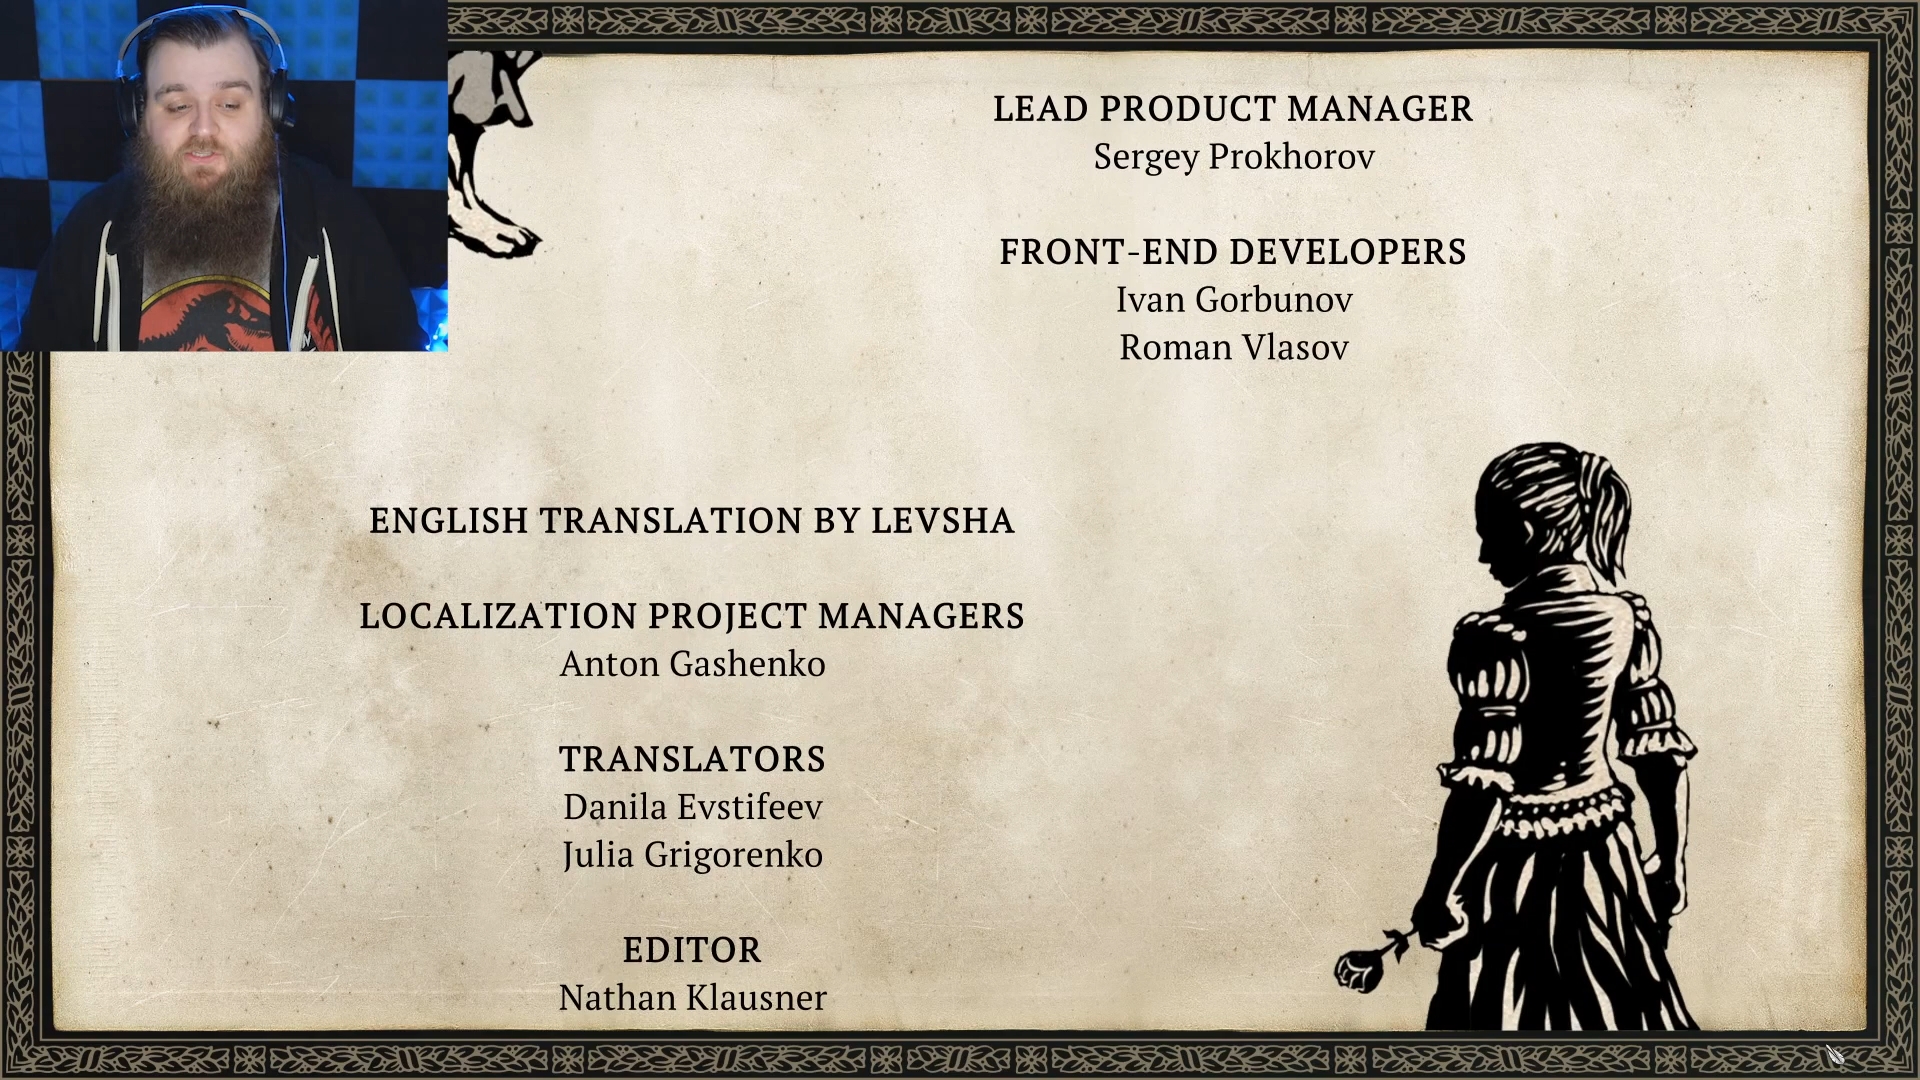 LEAD PRODUCT MANAGER
Sergey Prokhorov
FRONT-END DEVELOPERS
Ivan Gorbunov
Roman Vlasov
ENGLISH TRANSLATION BY LEVSHA
LOCALIZATION PROJECT MANAGERS
Anton Gashenko
TRANSLATORS
Danila Evstifeev
Julia Grigorenko
EDITOR
Nathan Klausner